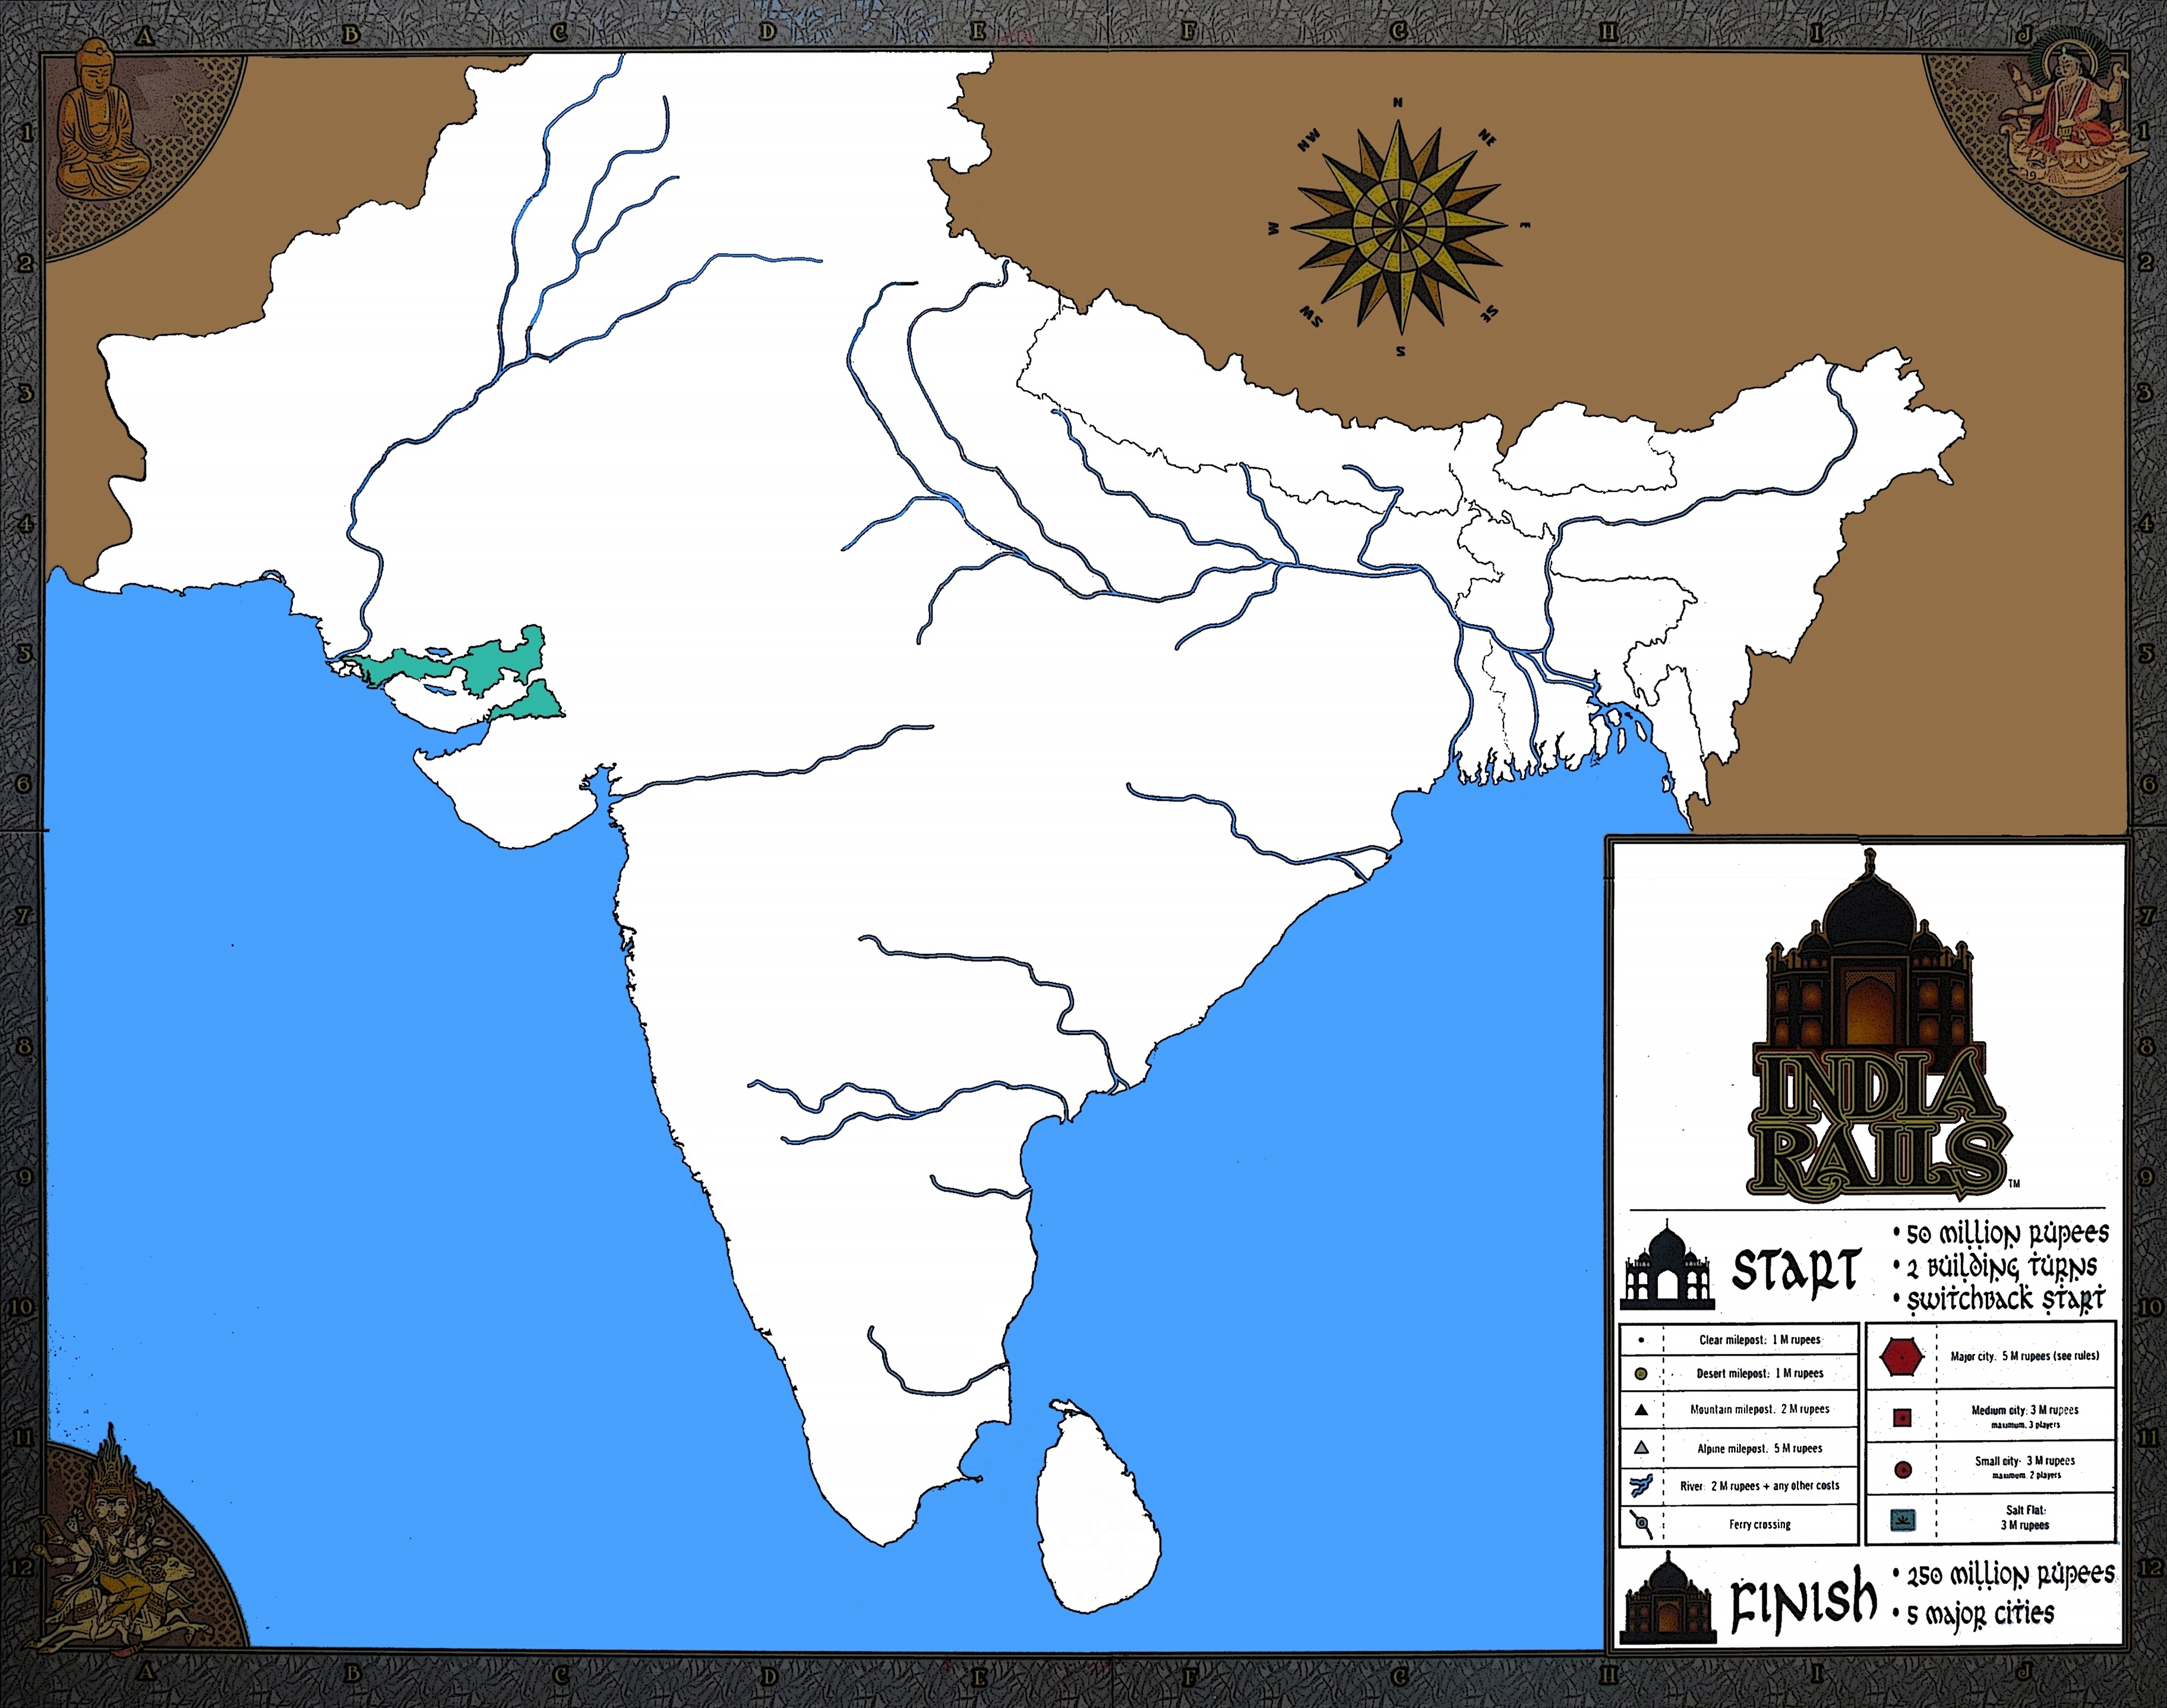 A B C D E F G H I J
N
NW NE
1 1
W E
2 2
SW SE
S
3 3
4 4
5 5
6 6
7 7
8 8
INDIA
RAILS™
9 9
START
• 50 million rupees
• 2 building turns
• switchback start
10 10
Clear milepost: 1 M rupees
Desert milepost: 1 M rupees
Mountain milepost. 2 M rupees
Alpine milepost. 5 M rupees
River: 2 M rupees + any other costs
Ferry crossing
Major city. 5 M rupees (see rules)
Medium city: 3 M rupees
maximum. 3 players
Small city· 3 M rupees
maximum. 2 players
Salt Flat:
3 M rupees
11 11
12 12
FINISH
• 250 million rupees
• 5 major cities
A B C D E F G H I J